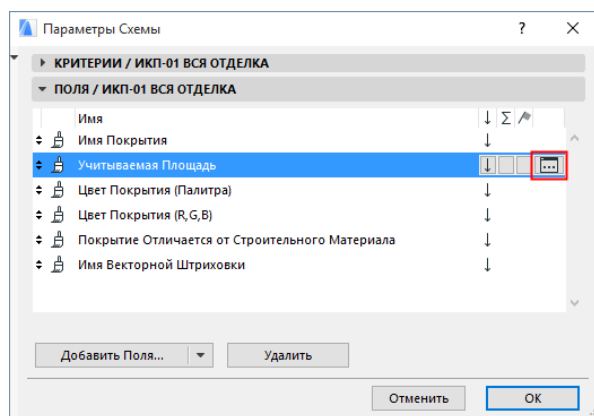 Параметры Схемы
КРИТЕРИИ / ИКП-01 ВСЯ ОТДЕЛКА
ПОЛЯ / ИКП-01 ВСЯ ОТДЕЛКА
Имя
Имя Покрытия
Учитываемая Площадь
Цвет Покрытия (Палитра)
Цвет Покрытия (R,G,B)
Покрытие Отличается от Строительного Материала
Имя Векторной Штриховки
Добавить Поля... Удалить
Отменить OK